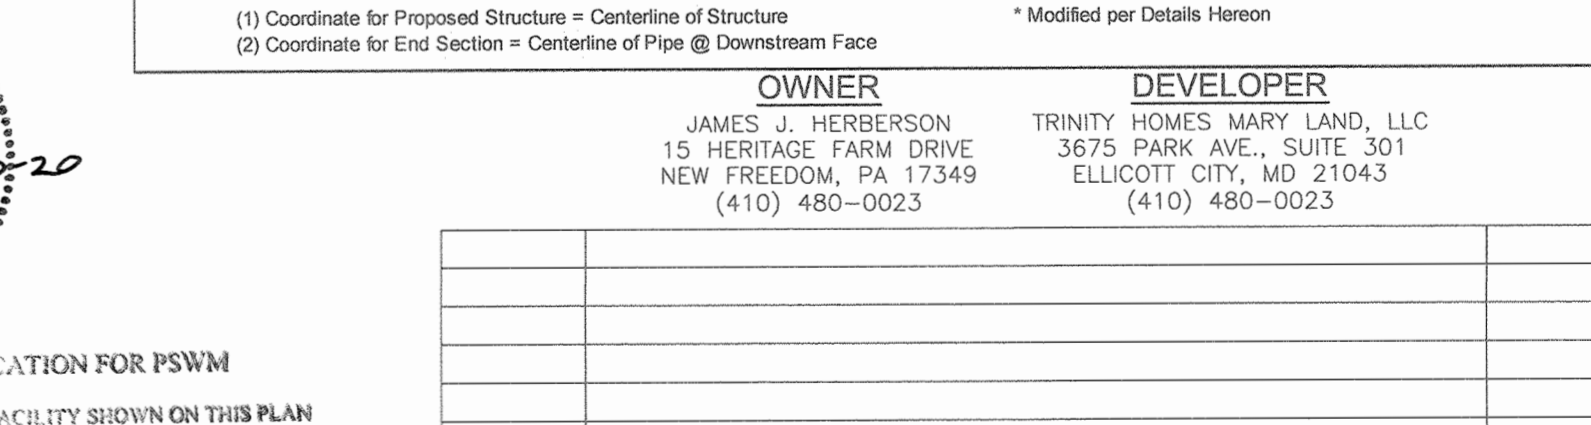 (1) Coordinate for Proposed Structure = Centerline of Structure
* Modified per Details Hereon
(2) Coordinate for End Section = Centerline of Pipe @ Downstream Face
OWNER
JAMES J. HERBERSON
15 HERITAGE FARM DRIVE
NEW FREEDOM, PA 17349
(410) 480-0023
DEVELOPER
TRINITY HOMES MARY LAND, LLC
3675 PARK AVE., SUITE 301
ELLICOTT CITY, MD 21043
(410) 480-0023
-20
CATION FOR PSWM
ACILITY SHOWN ON THIS PLAN